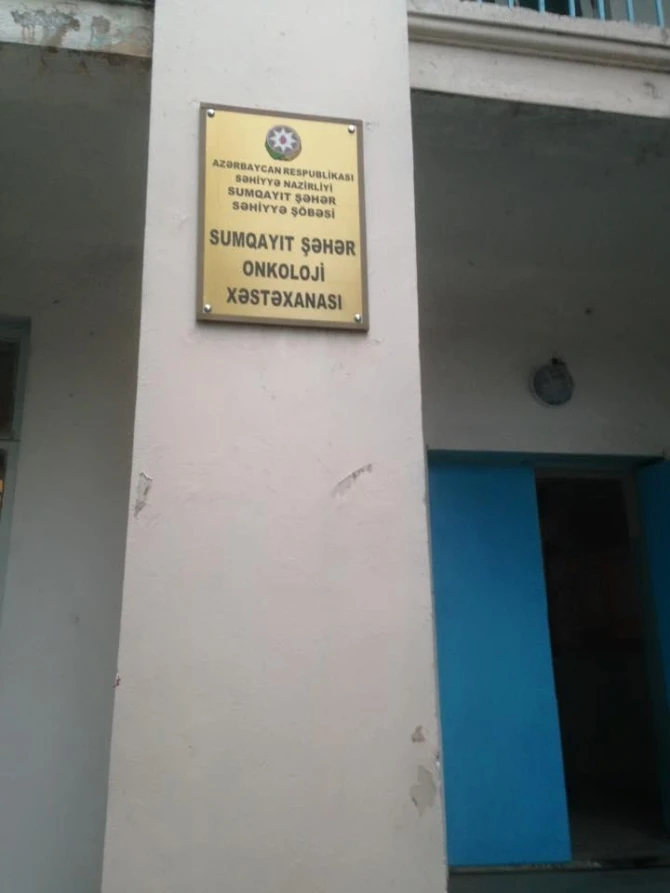 AZƏRBAYCAN RESPUBLİKASI
SƏHİYYƏ NAZİRLİYİ
SUMQAYIT ŞƏHƏR
SƏHİYYƏ ŞÖBƏSİ
SUMQAYIT ŞƏHƏR
ONKOLOJİ
XƏSTƏXANASI